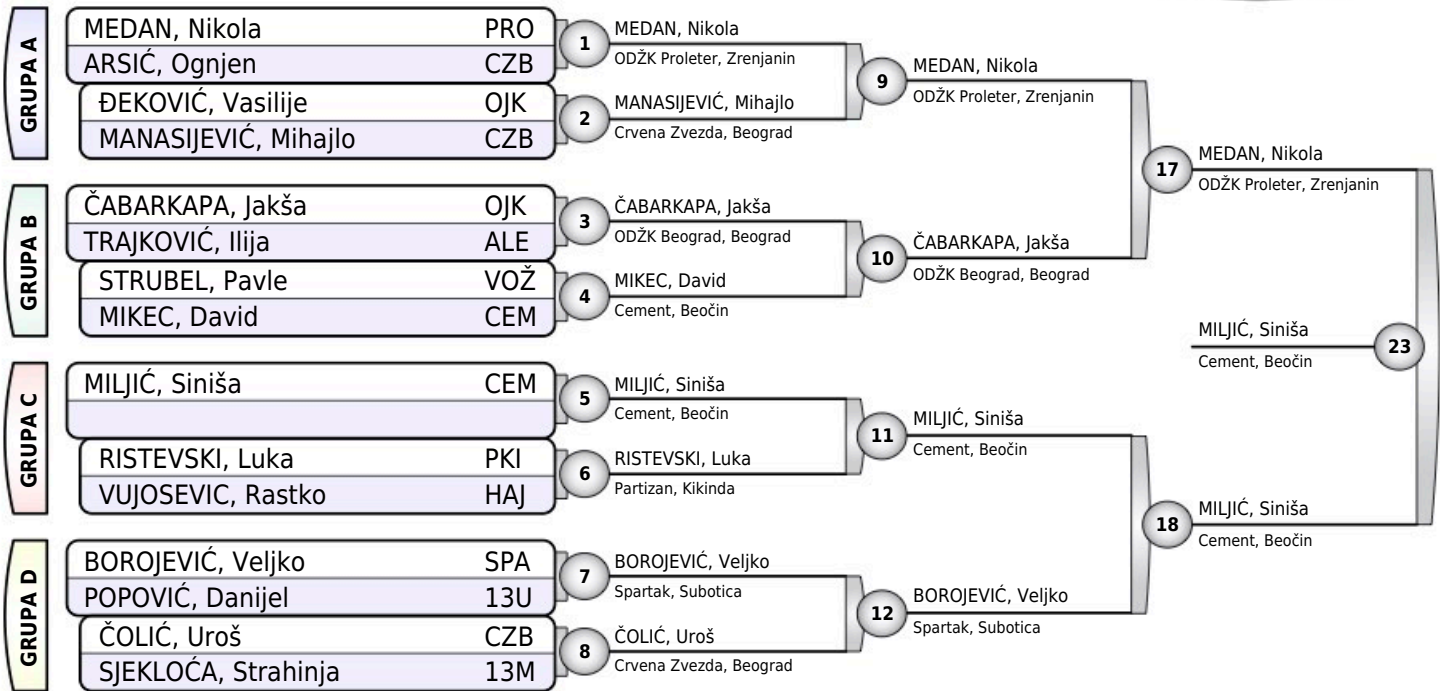 GRUPA A
MEDAN, Nikola PRO
ARSIĆ, Ognjen CZB
ĐEKOVIĆ, Vasilije OJK
MANASIJEVIĆ, Mihajlo CZB
GRUPA B
ČABARKAPA, Jakša OJK
TRAJKOVIĆ, Ilija ALE
STRUBEL, Pavle VOŽ
MIKEC, David CEM
GRUPA C
MILJIĆ, Siniša CEM
RISTEVSKI, Luka PKI
VUJOSEVIC, Rastko HAJ
GRUPA D
BOROJEVIĆ, Veljko SPA
POPOVIĆ, Danijel 13U
ČOLIĆ, Uroš CZB
SJEKLOĆA, Strahinja 13M
1
MEDAN, Nikola
ODŽK Proleter, Zrenjanin
2
MANASIJEVIĆ, Mihajlo
Crvena Zvezda, Beograd
3
ČABARKAPA, Jakša
ODŽK Beograd, Beograd
4
MIKEC, David
Cement, Beočin
5
MILJIĆ, Siniša
Cement, Beočin
6
RISTEVSKI, Luka
Partizan, Kikinda
7
BOROJEVIĆ, Veljko
Spartak, Subotica
8
ČOLIĆ, Uroš
Crvena Zvezda, Beograd
9
MEDAN, Nikola
ODŽK Proleter, Zrenjanin
10
ČABARKAPA, Jakša
ODŽK Beograd, Beograd
11
MILJIĆ, Siniša
Cement, Beočin
12
BOROJEVIĆ, Veljko
Spartak, Subotica
17
MEDAN, Nikola
ODŽK Proleter, Zrenjanin
18
MILJIĆ, Siniša
Cement, Beočin
MILJIĆ, Siniša
Cement, Beočin
23